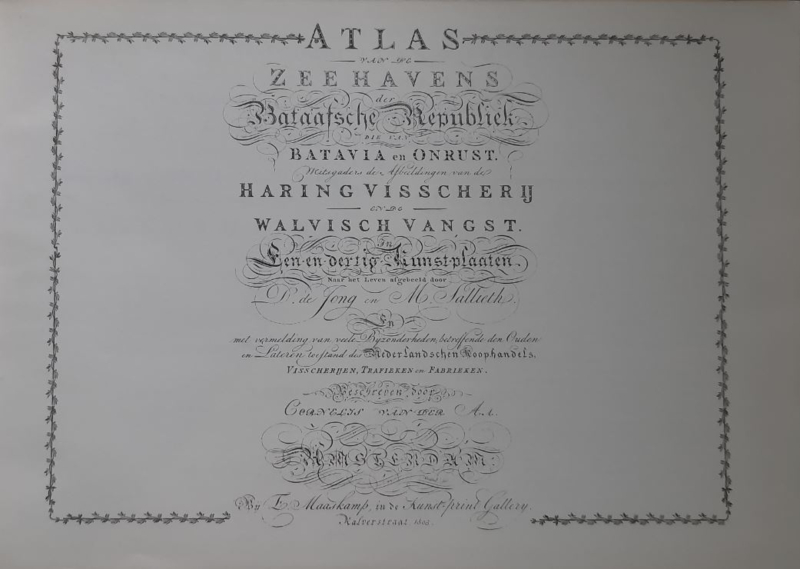 ATLAS
VAN DE
ZEEHAVENS
der
Bataafsche Republiek.
DIE VAN
BATAVIA en ONRUST.
Mitsgaders de Afbeeldingen van de
HARING VISSCHERIJ
EN DE
WALVISCH VANGST.
In
Een-en-dertig Kunstplaaten.
Naar het Leven afgebeeld door
D. de Jong en M. Sallieth
En
met vermelding van veele Byzonderheden, betreffende den Ouden
en Lateren toestand des Nederlandschen Koophandels,
VISSCHERIJEN, TRAFIEKEN en FABRIEKEN.
Beschreven door
CORNELIS VAN DER AA.
AMSTERDAM.
By E. Maaskamp, in de Kunst-print Gallery.
Kalverstraat